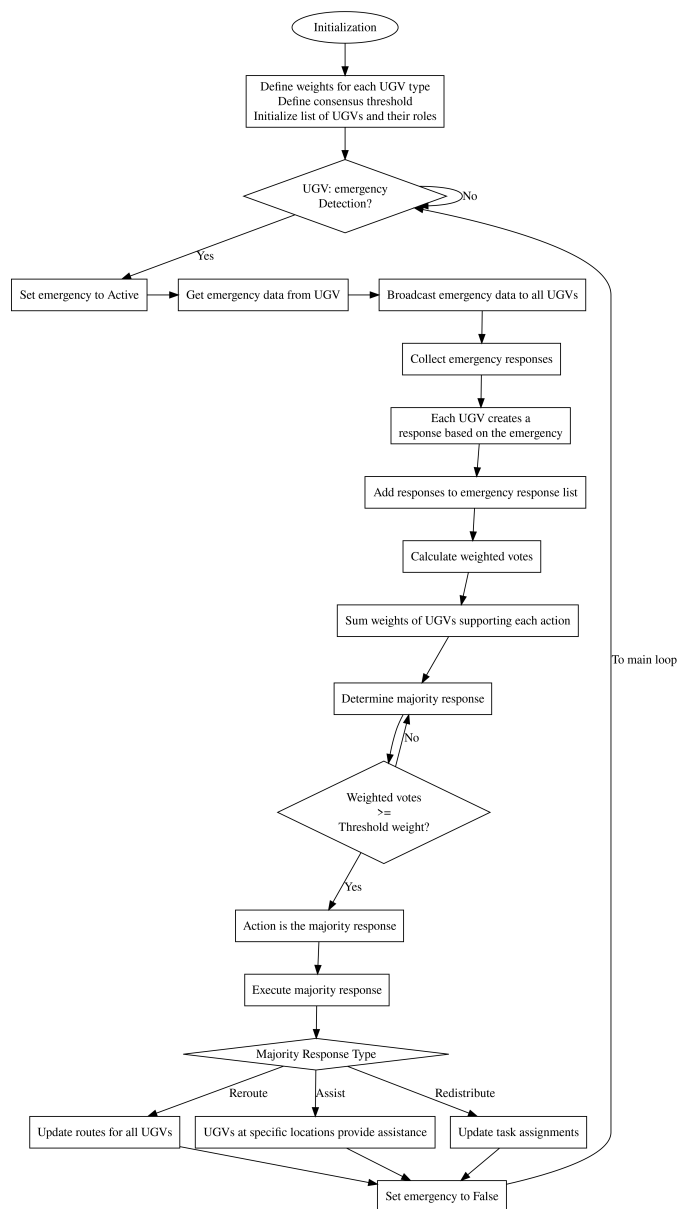 Initialization
Define weights for each UGV type
Define consensus threshold
Initialize list of UGVs and their roles
UGV: emergency
Detection?
No
Yes
Set emergency to Active
Get emergency data from UGV
Broadcast emergency data to all UGVs
Collect emergency responses
Each UGV creates a
response based on the emergency
Add responses to emergency response list
Calculate weighted votes
Sum weights of UGVs supporting each action
To main loop
Determine majority response
No
Weighted votes
>=
Threshold weight?
Yes
Action is the majority response
Execute majority response
Majority Response Type
Reroute
Assist
Redistribute
Update routes for all UGVs
UGVs at specific locations provide assistance
Update task assignments
Set emergency to False